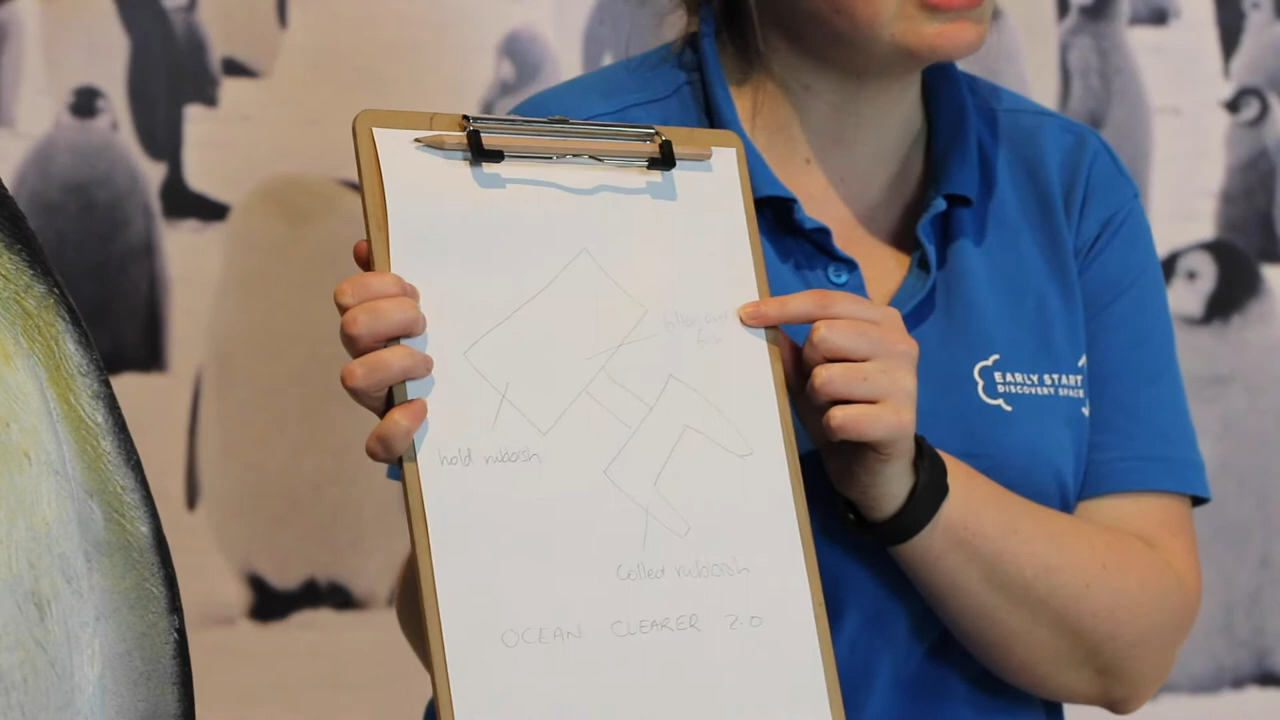 filter out
hold rubbish
Collect rubbish
OCEAN CLEARER 2.0
EARLY START
DISCOVERY SPACE